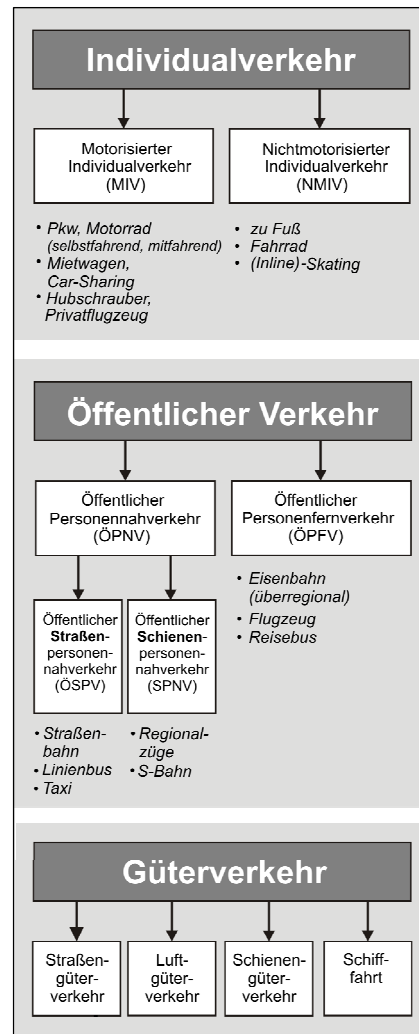 Individualverkehr
Motorisierter
Individualverkehr
(MIV)
Nichtmotorisierter
Individualverkehr
(NMIV)
• Pkw, Motorrad
(selbstfahrend, mitfahrend)
• Mietwagen,
Car-Sharing
• Hubschrauber,
Privatflugzeug
• zu Fuß
• Fahrrad
• (Inline)-Skating
Öffentlicher Verkehr
Öffentlicher
Personennahverkehr
(ÖPNV)
Öffentlicher
Personenfernverkehr
(ÖPFV)
Öffentlicher
Straßen-
personen-
nahverkehr
(ÖSPV)
Öffentlicher
Schienen-
personen-
nahverkehr
(SPNV)
• Eisenbahn
(überregional)
• Flugzeug
• Reisebus
• Straßen-
bahn
• Linienbus
• Taxi
• Regional-
züge
• S-Bahn
Güterverkehr
Straßen-
güter-
verkehr
Luft-
güter-
verkehr
Schienen-
güter-
verkehr
Schiff-
fahrt